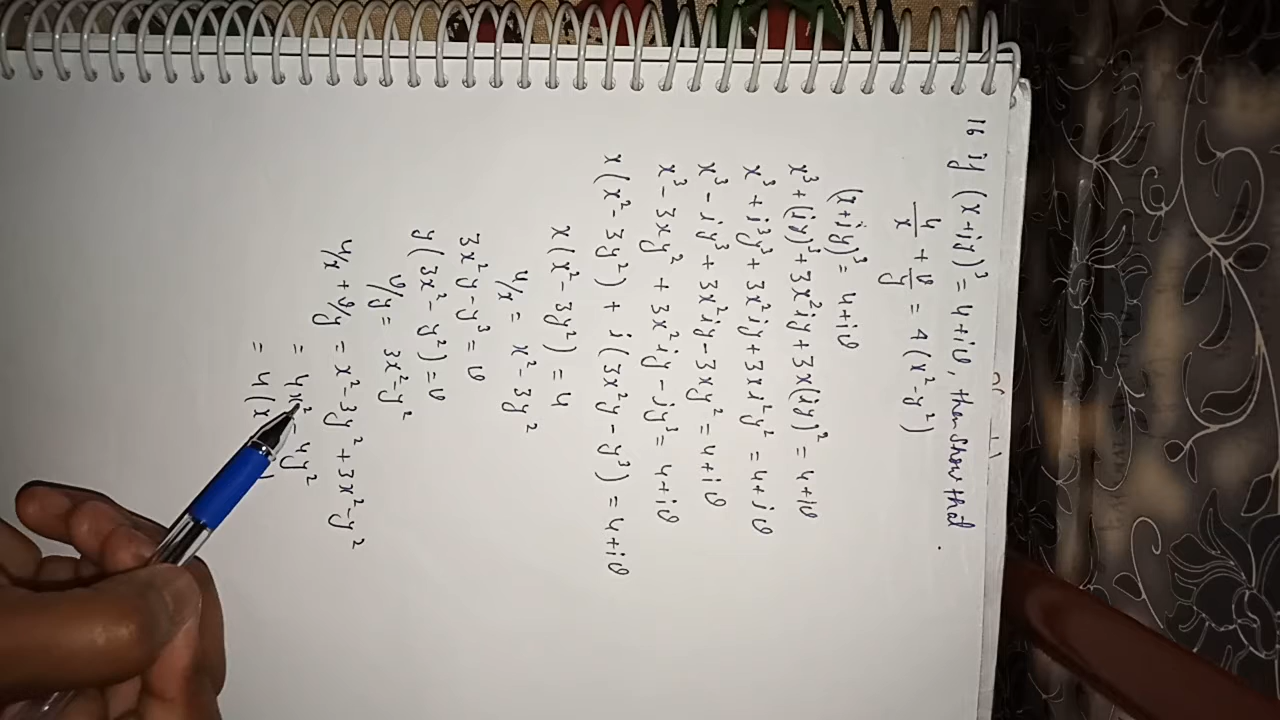 16 if (x+iy)³ = u+iv, then show that
u/x + v/y = 4(x²-y²)
(x+iy)³ = u+iv
x³+(iy)³+3x²iy+3x(iy)² = u+iv
x³+i³y³+3x²iy+3xi²y² = u+iv
x³-iy³+3x²iy-3xy² = u+iv
x³-3xy²+3x²iy-iy³ = u+iv
x(x²-3y²)+i(3x²y-y³) = u+iv
x(x²-3y²) = u
u/x = x²-3y²
3x²y-y³ = v
y(3x²-y²) = v
v/y = 3x²-y²
u/x + v/y = x²-3y²+3x²-y²
= 4x²-4y²
= 4(x